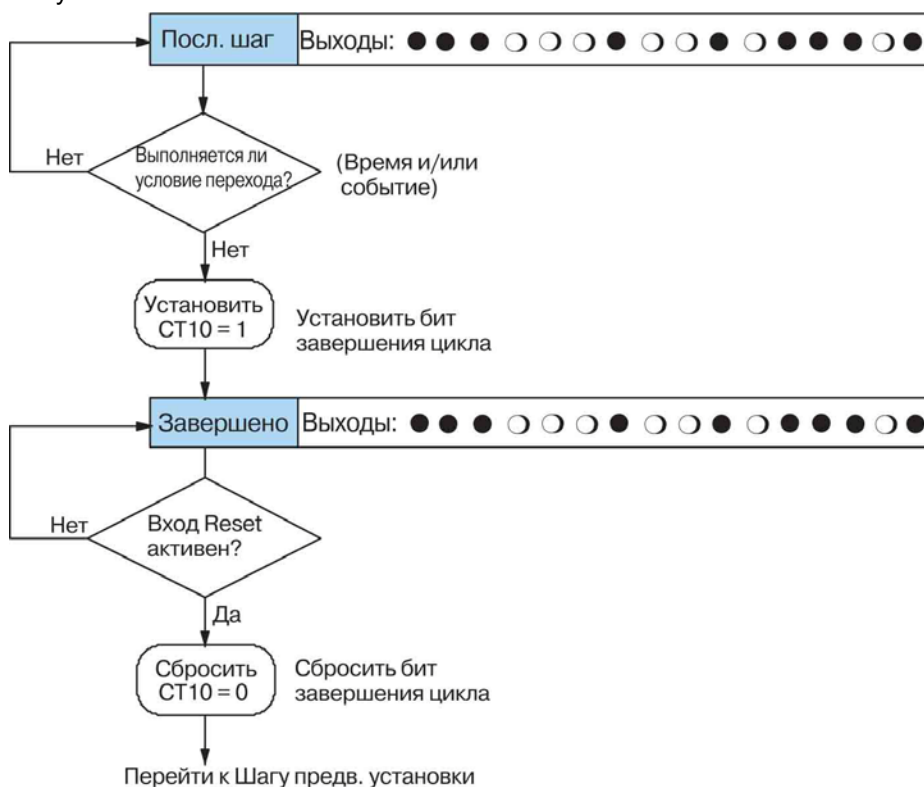 Посл. шаг Выходы:
Выполняется ли
условие перехода?
Нет
(Время и/или
событие)
Нет
Установить
CT10 = 1
Установить бит
завершения цикла
Завершено Выходы:
Нет
Вход Reset
активен?
Да
Сбросить
CT10 = 0
Сбросить бит
завершения цикла
Перейти к Шагу предв. установки